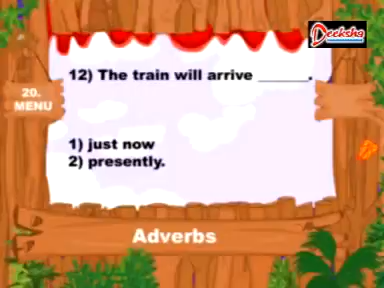 Deeksha
12) The train will arrive ______.
20.
MENU
1) just now
2) presently.
Adverbs